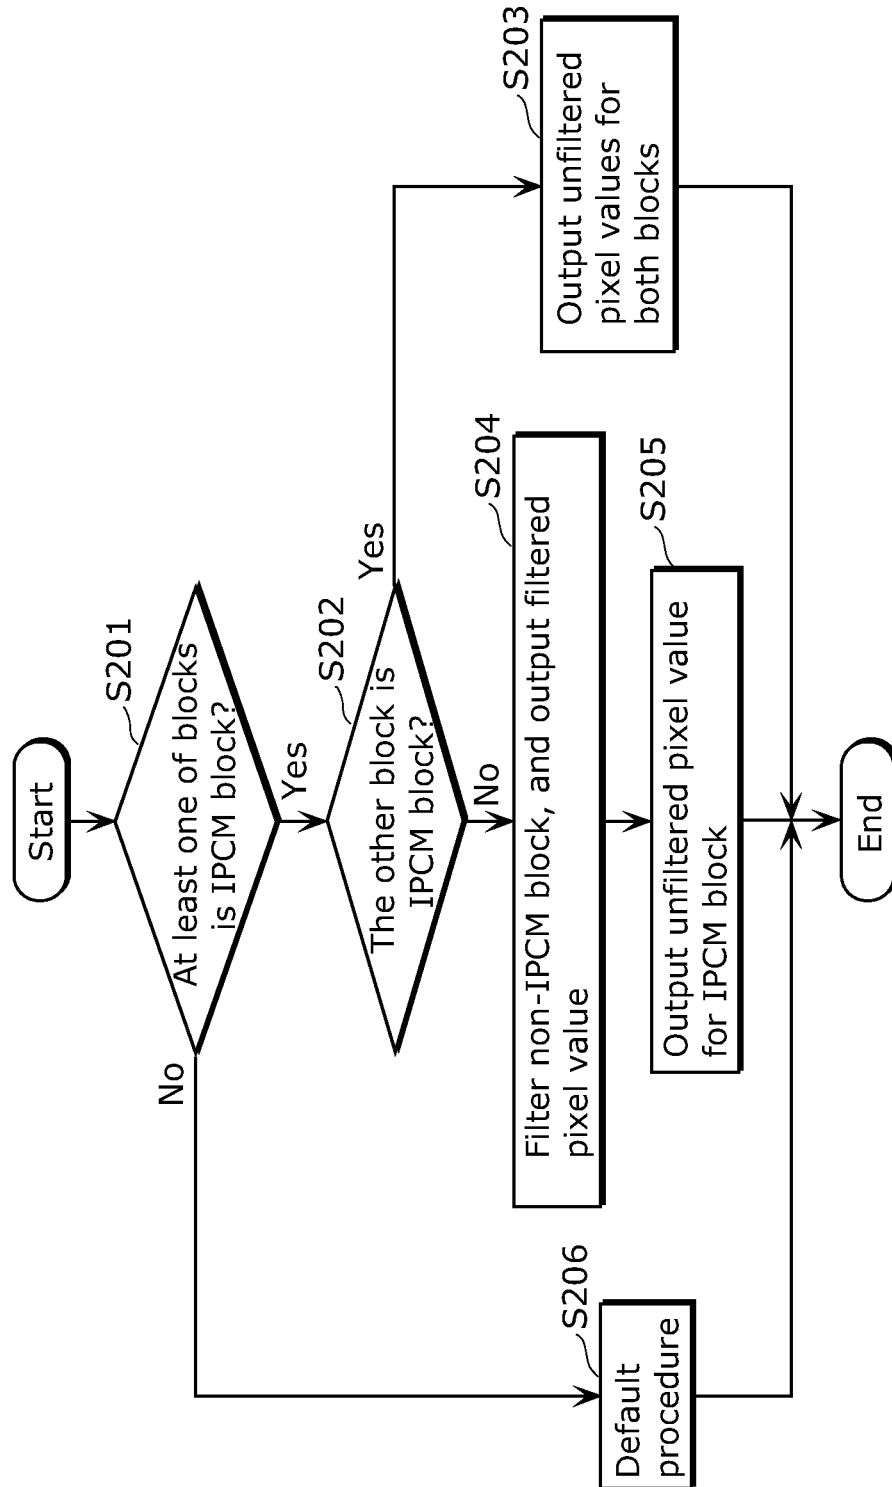 Start
S201
At least one of blocks
is IPCM block?
No
Yes
S202
The other block is
IPCM block?
Yes
No
S203
Output unfiltered
pixel values for
both blocks
S204
Filter non-IPCM block, and output filtered
pixel value
S205
Output unfiltered pixel value
for IPCM block
S206
Default
procedure
End